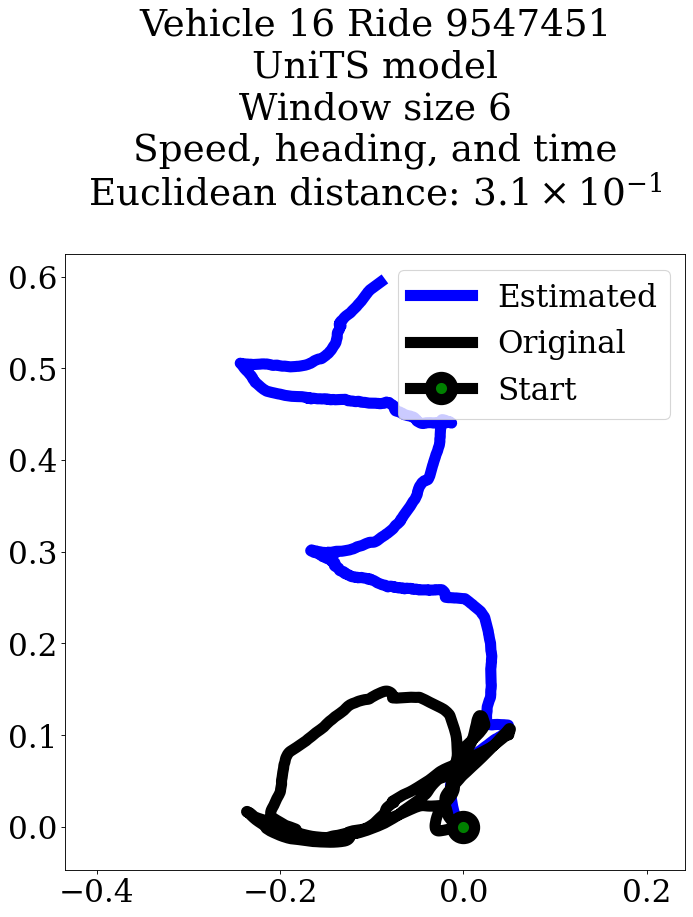 Vehicle 16 Ride 9547451
UniTS model
Window size 6
Speed, heading, and time
Euclidean distance: 3.1 × 10⁻¹
Estimated
Original
Start
0.6
0.5
0.4
0.3
0.2
0.1
0.0
−0.4
−0.2
0.0
0.2